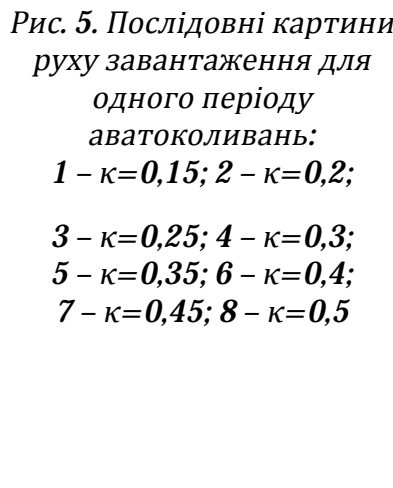 Рис. 5. Послідовні картини
руху завантаження для
одного періоду
аватоколивань:
1 – к=0,15; 2 – к=0,2;
3 – к=0,25; 4 – к=0,3;
5 – к=0,35; 6 – к=0,4;
7 – к=0,45; 8 – к=0,5